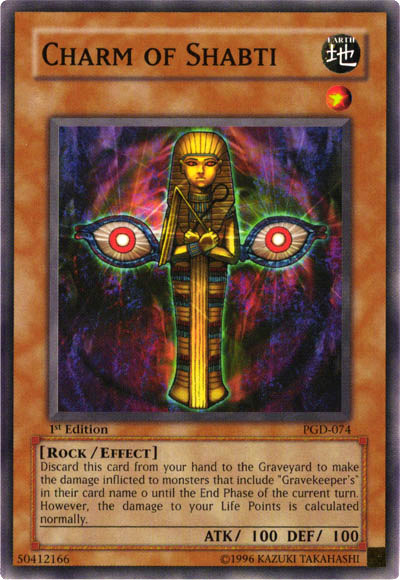 CHARM OF SHABTI
EARTH
地
1st Edition
PGD-074
[ROCK / EFFECT]
Discard this card from your hand to the Graveyard to make
the damage inflicted to monsters that include "Gravekeeper's"
in their card name 0 until the End Phase of the current turn.
However, the damage to your Life Points is calculated
normally.
ATK/ 100 DEF/ 100
50412166
©1996 KAZUKI TAKAHASHI